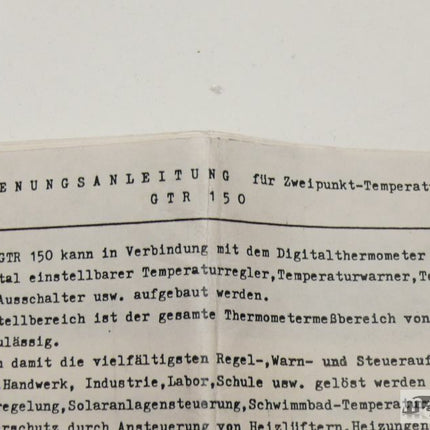 ENUNGSANLEITUNG für Zweipunkt-Temperat
GTR 150
GTR 150 kann in Verbindung mit dem Digitalthermometer
tal einstellbarer Temperaturregler,Temperaturwarner,Te
Ausschalter usw. aufgebaut werden.
tellbereich ist der gesamte Thermometermeßbereich von
ulässig.
n damit die vielfältigsten Regel-,Warn- und Steuerauf
Handwerk, Industrie,Labor,Schule usw. gelöst werden
regelung,Solaranlagensteuerung,Schwimmbad-Temperat
rschutz durch Ansteuerung von Heizlüftern,Heizungen